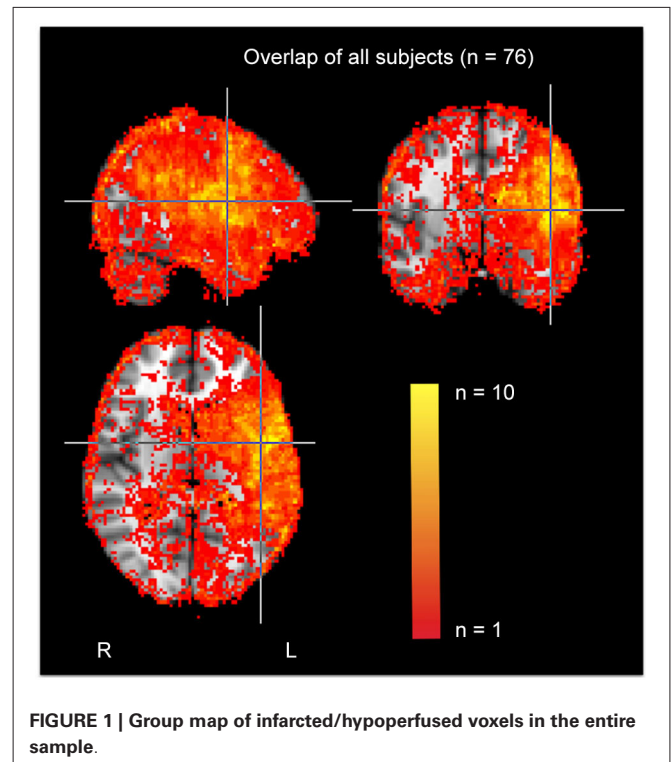 Overlap of all subjects (n = 76)
n = 10
n = 1
R
L
FIGURE 1 | Group map of infarcted/hypoperfused voxels in the entire
sample.